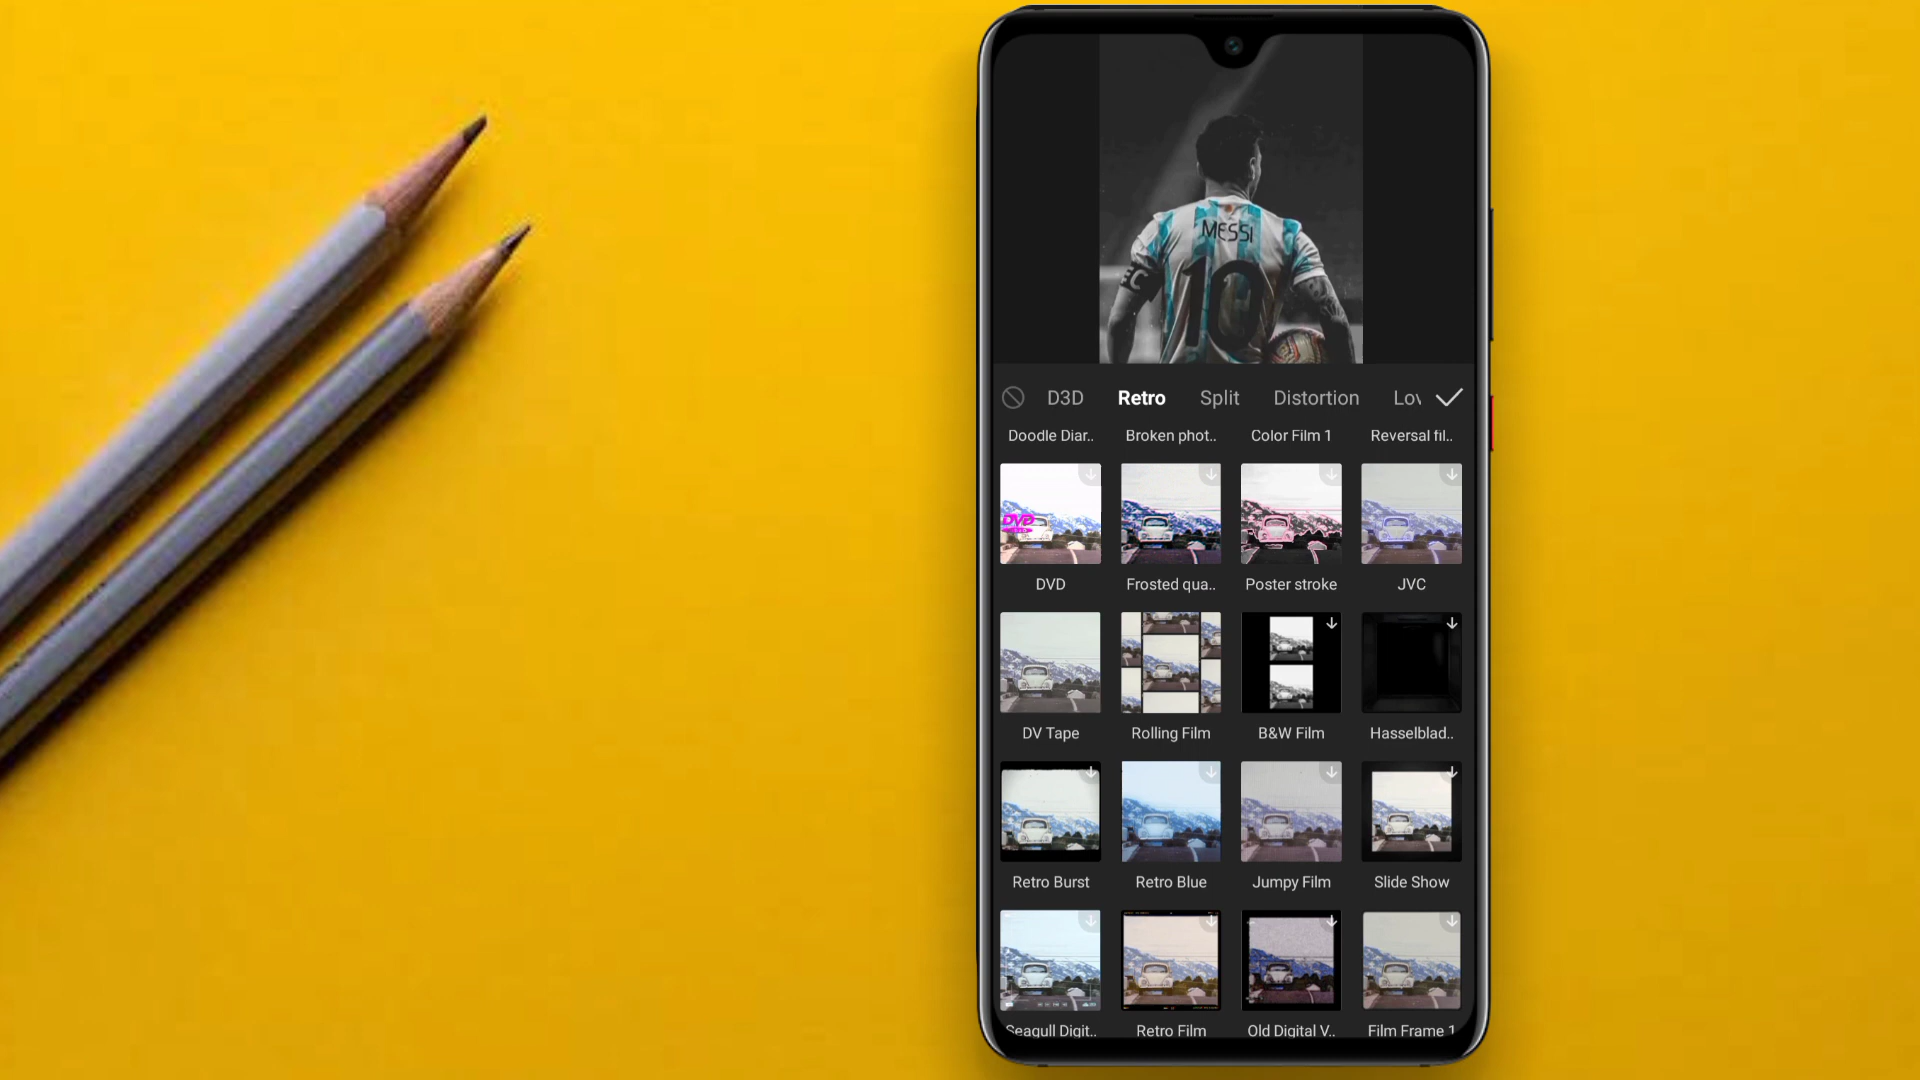 MESSI
10
D3D Retro Split Distortion Lov
Doodle Diar.. Broken phot.. Color Film 1 Reversal fil..
DVD
DVD Frosted qua.. Poster stroke JVC
DV Tape Rolling Film B&W Film Hasselblad..
Retro Burst Retro Blue Jumpy Film Slide Show
Seagull Digit.. Retro Film Old Digital V.. Film Frame 1